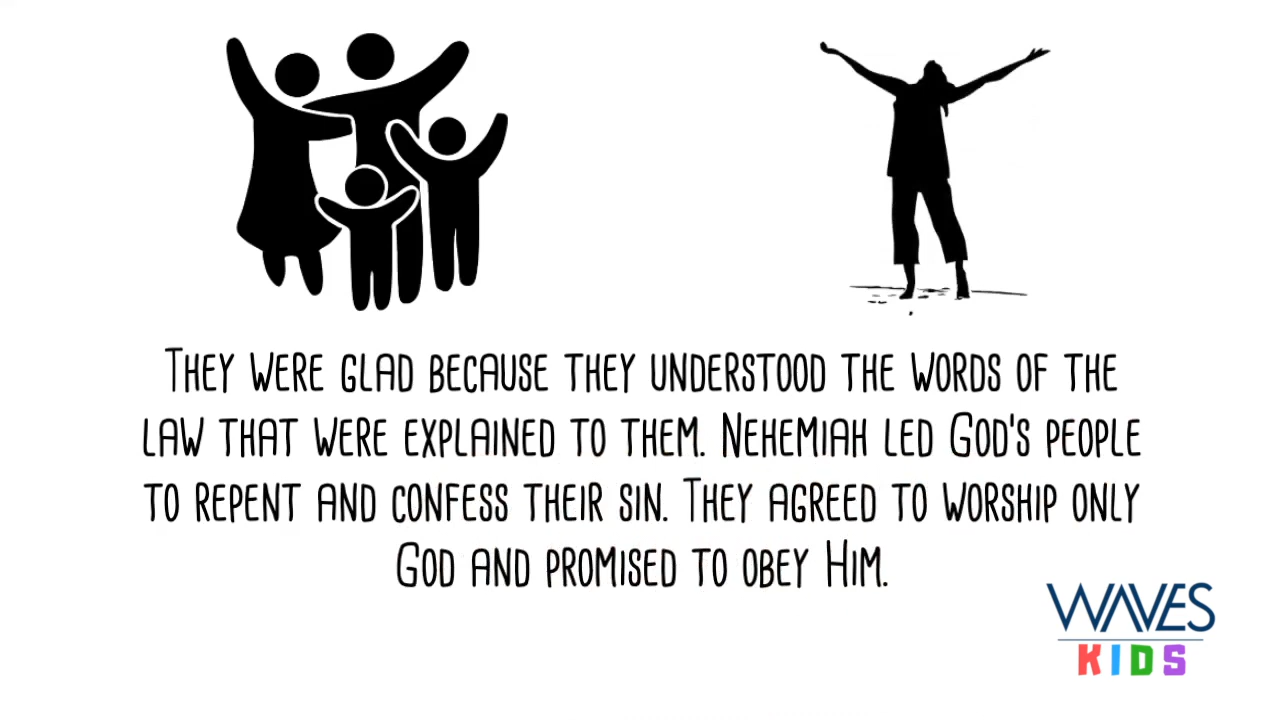 They were glad because they understood the words of the
law that were explained to them. Nehemiah led God's people
to repent and confess their sin. They agreed to worship only
God and promised to obey Him.
WAVES
KIDS